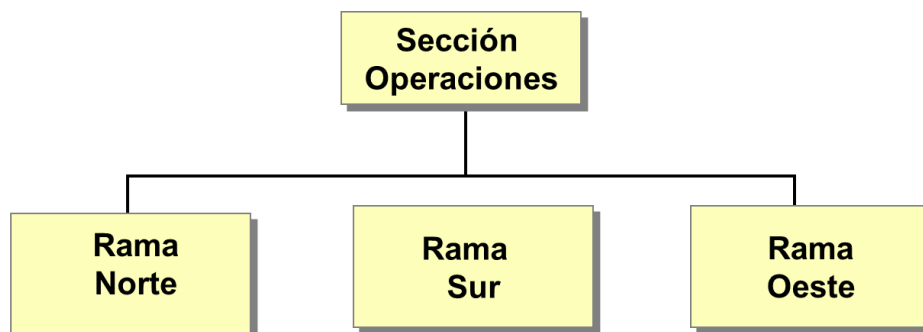 Sección
Operaciones
Rama
Norte
Rama
Sur
Rama
Oeste